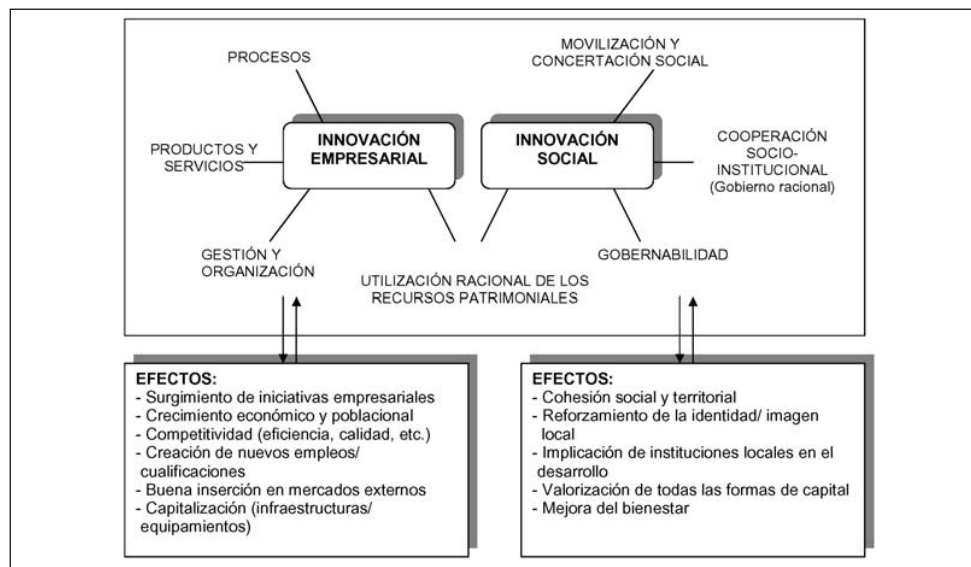 PROCESOS
MOVILIZACIÓN Y
CONCERTACIÓN SOCIAL
INNOVACIÓN
EMPRESARIAL
INNOVACIÓN
SOCIAL
PRODUCTOS Y
SERVICIOS
COOPERACIÓN
SOCIO-
INSTITUCIONAL
(Gobierno racional)
GESTIÓN Y
ORGANIZACIÓN
UTILIZACIÓN RACIONAL DE LOS
RECURSOS PATRIMONIALES
GOBERNABILIDAD
EFECTOS:
- Surgimiento de iniciativas empresariales
- Crecimiento económico y poblacional
- Competitividad (eficiencia, calidad, etc.)
- Creación de nuevos empleos/
cualificaciones
- Buena inserción en mercados externos
- Capitalización (infraestructuras/
equipamientos)
EFECTOS:
- Cohesión social y territorial
- Reforzamiento de la identidad/ imagen
local
- Implicación de instituciones locales en el
desarrollo
- Valorización de todas las formas de capital
- Mejora del bienestar